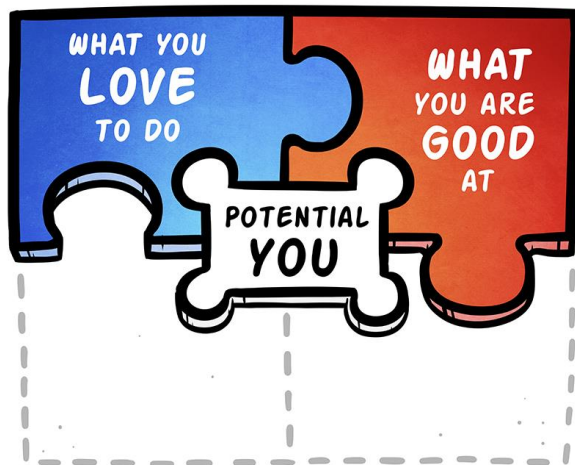 WHAT YOU
LOVE
TO DO
WHAT
YOU ARE
GOOD
AT
POTENTIAL
YOU